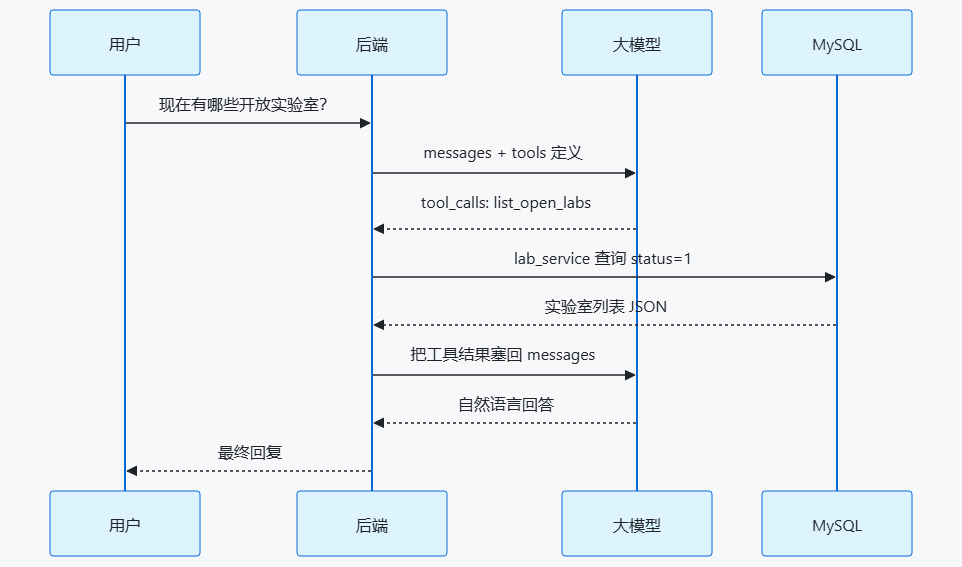 用户 后端 大模型 MySQL
现在有哪些开放实验室?
messages + tools 定义
tool_calls: list_open_labs
lab_service 查询 status=1
实验室列表 JSON
把工具结果塞回 messages
自然语言回答
最终回复
用户 后端 大模型 MySQL